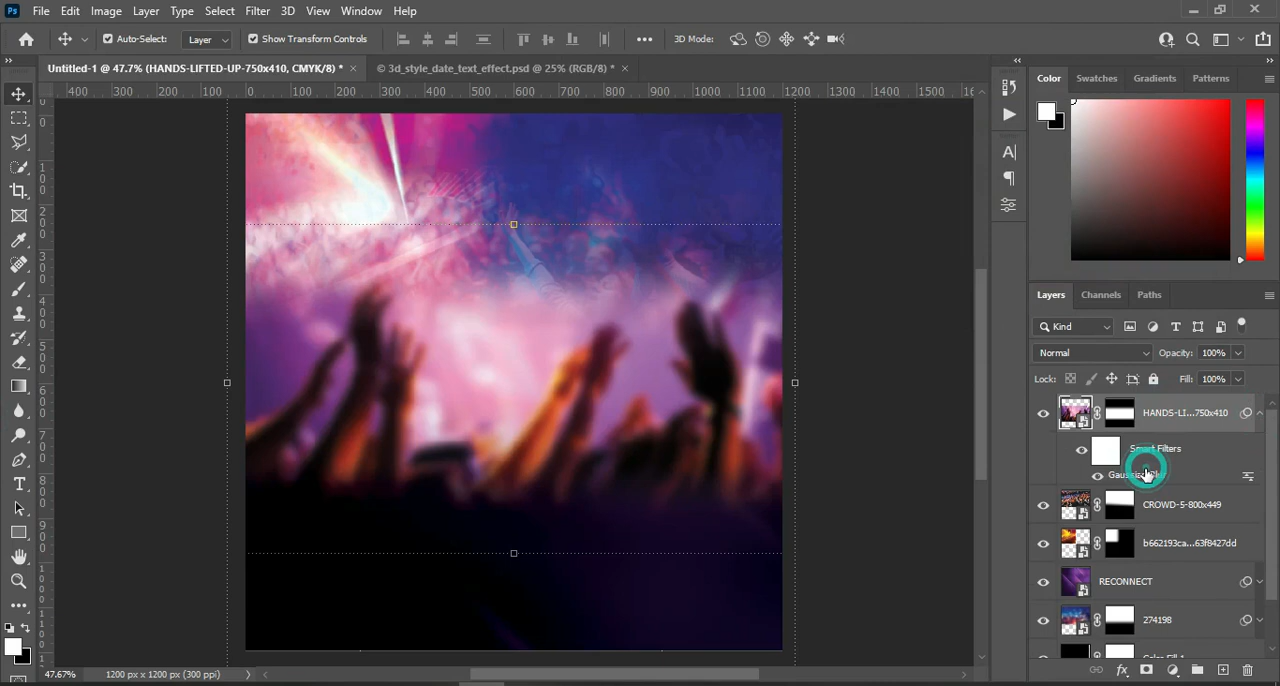 Ps File Edit Image Layer Type Select Filter 3D View Window Help
Auto-Select: Layer Show Transform Controls 3D Mode:
Untitled-1 @ 47.7% (HANDS-LIFTED-UP-750x410, CMYK/8) * × © 3d_style_date_text_effect.psd @ 25% (RGB/8) * ×
400 300 200 100 0 100 200 300 400 500 600 700 800 900 1000 1100 1200 1300 1400 1500
Color Swatches Gradients Patterns
Layers Channels Paths
Kind
Normal Opacity: 100%
Lock: Fill: 100%
HANDS-LI...750x410
Smart Filters
CROWD-5-800x449
b662193ca...63f8427dd
RECONNECT
274198
47.67% 1200 px x 1200 px (300 ppi)